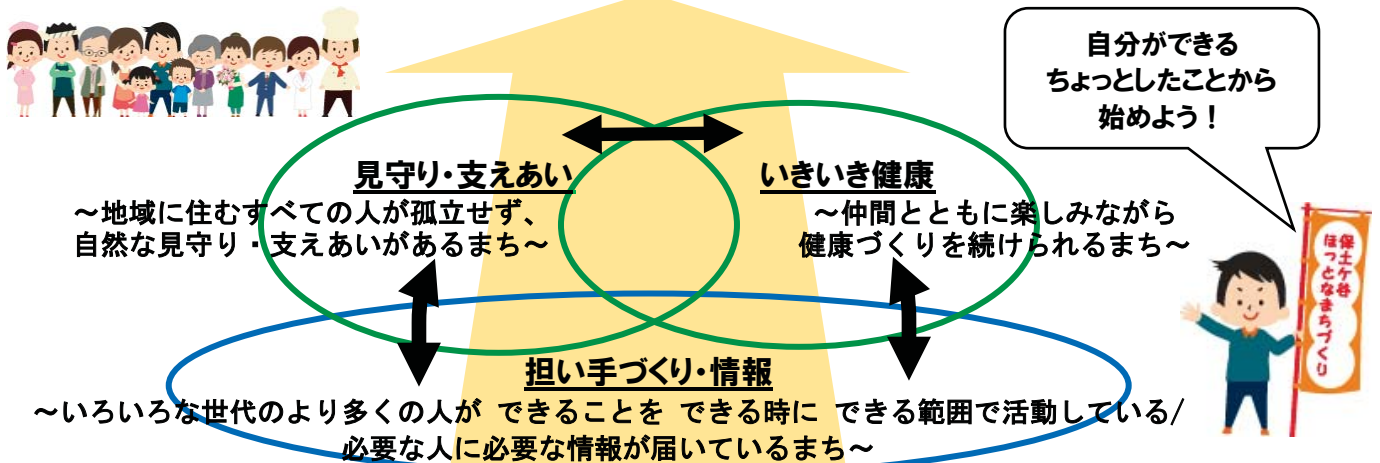 自分ができる
ちょっとしたことから
始めよう！
見守り・支えあい
～地域に住むすべての人が孤立せず、
自然な見守り・支えあいがあるまち～
いきいき健康
～仲間とともに楽しみながら
健康づくりを続けられるまち～
保土ケ谷
ほっとなまちづくり
担い手づくり・情報
～いろいろな世代のより多くの人が できることを できる時に できる範囲で活動している/
必要な人に必要な情報が届いているまち～